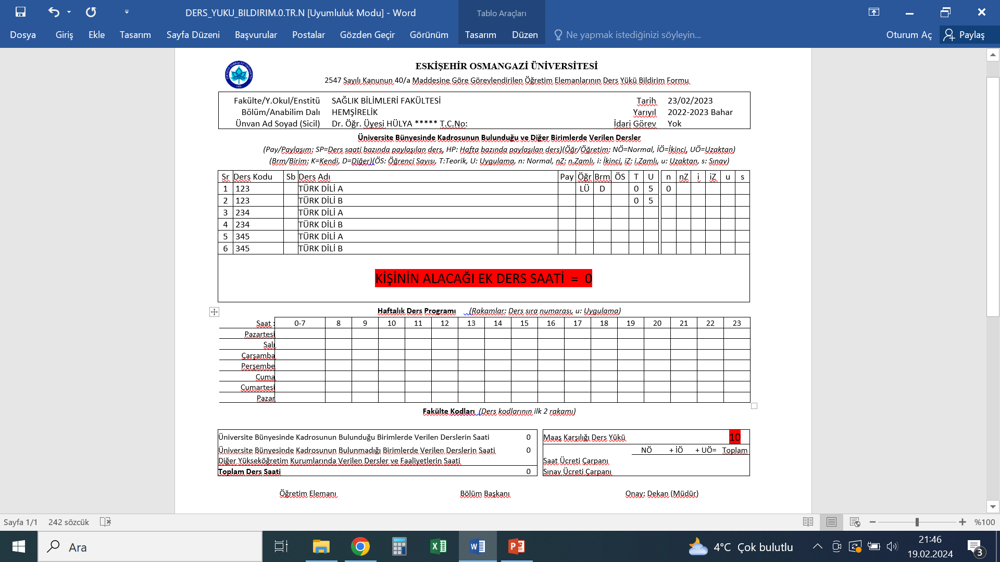 DERS_YUKU_BILDIRIM.0.TR.N [Uyumluluk Modu] - Word
Tablo Araçları
Dosya Giriş Ekle Tasarım Sayfa Düzeni Başvurular Postalar Gözden Geçir Görünüm Tasarım Düzen Ne yapmak istediğinizi söyleyin... Oturum Aç Paylaş
ESKİŞEHİR OSMANGAZİ ÜNİVERSİTESİ
2547 Sayılı Kanunun 40/a Maddesine Göre Görevlendirilen Öğretim Elemanlarının Ders Yükü Bildirim Formu
Fakülte/Y.Okul/Enstitü SAĞLIK BİLİMLERİ FAKÜLTESİ Tarih 23/02/2023
Bölüm/Anabilim Dalı HEMŞİRELİK Yarıyıl 2022-2023 Bahar
Ünvan Ad Soyad (Sicil) Dr. Öğr. Üyesi HÜLYA ***** T.C.No: İdari Görev Yok
Üniversite Bünyesinde Kadrosunun Bulunduğu ve Diğer Birimlerde Verilen Dersler
(Pay/Paylaşım: SP=Ders saati bazında paylaşılan ders, HP: Hafta bazında paylaşılan ders)(Öğr/Öğretim: NÖ=Normal, İÖ=İkinci, UÖ=Uzaktan)
(Brm/Birim: K=Kendi, D=Diğer)(ÖS: Öğrenci Sayısı, T:Teorik, U: Uygulama, n: Normal, nZ: n.Zamlı, i: İkinci, iZ: i.Zamlı, u: Uzaktan, s: Sınav)
Sr Ders Kodu Sb Ders Adı Pay Öğr Brm ÖS T U n nZ i iZ u s
1 123 TÜRK DİLİ A LÜ D 0 5 0
2 123 TÜRK DİLİ B 0 5
3 234 TÜRK DİLİ A
4 234 TÜRK DİLİ B
5 345 TÜRK DİLİ A
6 345 TÜRK DİLİ B
KİŞİNİN ALACAĞI EK DERS SAATİ = 0
Haftalık Ders Programı (Rakamlar: Ders sıra numarası, u: Uygulama)
Saat : 0-7 8 9 10 11 12 13 14 15 16 17 18 19 20 21 22 23
Pazartesi
Salı
Çarşamba
Perşembe
Cuma
Cumartesi
Pazar
Fakülte Kodları (Ders kodlarının ilk 2 rakamı)
Üniversite Bünyesinde Kadrosunun Bulunduğu Birimlerde Verilen Derslerin Saati 0 Maaş Karşılığı Ders Yükü 10
Üniversite Bünyesinde Kadrosunun Bulunmadığı Birimlerde Verilen Derslerin Saati 0 NÖ + İÖ + UÖ= Toplam
Diğer Yükseköğretim Kurumlarında Verilen Dersler ve Faaliyetlerin Saati Saat Ücreti Çarpanı
Toplam Ders Saati 0 Sınav Ücreti Çarpanı
Öğretim Elemanı Bölüm Başkanı Onay: Dekan (Müdür)
Sayfa 1/1 242 sözcük %100
Ara 4°C Çok bulutlu 21:46
19.02.2024 3